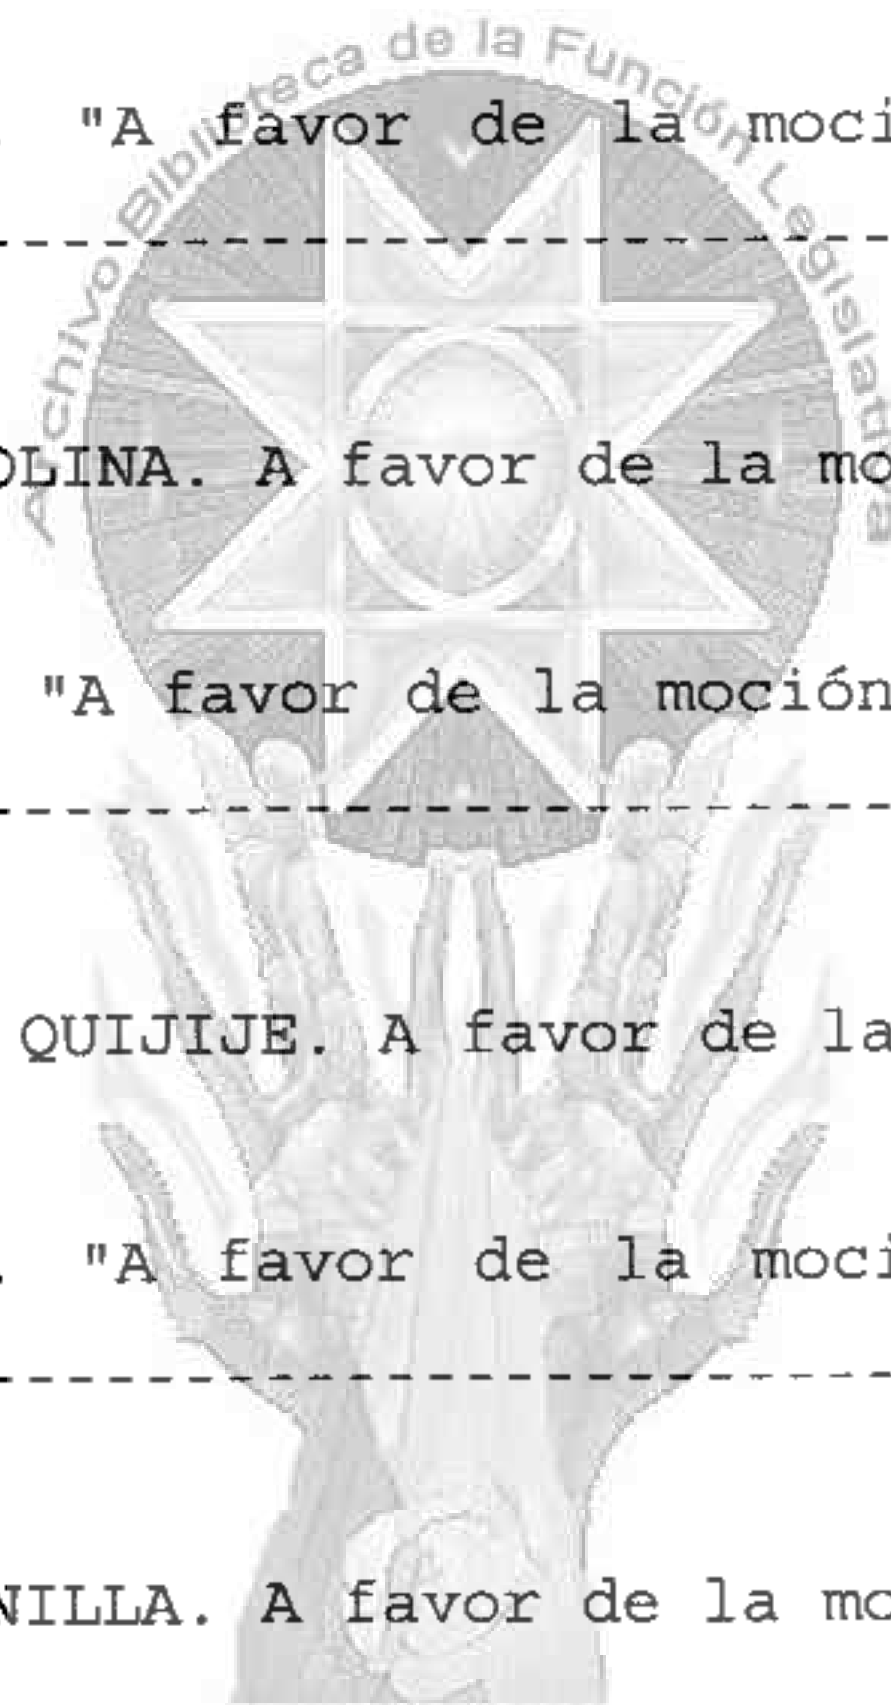 Archivo Biblioteca de la Función Legislativa
. "A favor de la moci
OLINA. A favor de la mo
"A favor de la moción
QUIJIJE. A favor de la
. "A favor de la moci
NILLA. A favor de la mo